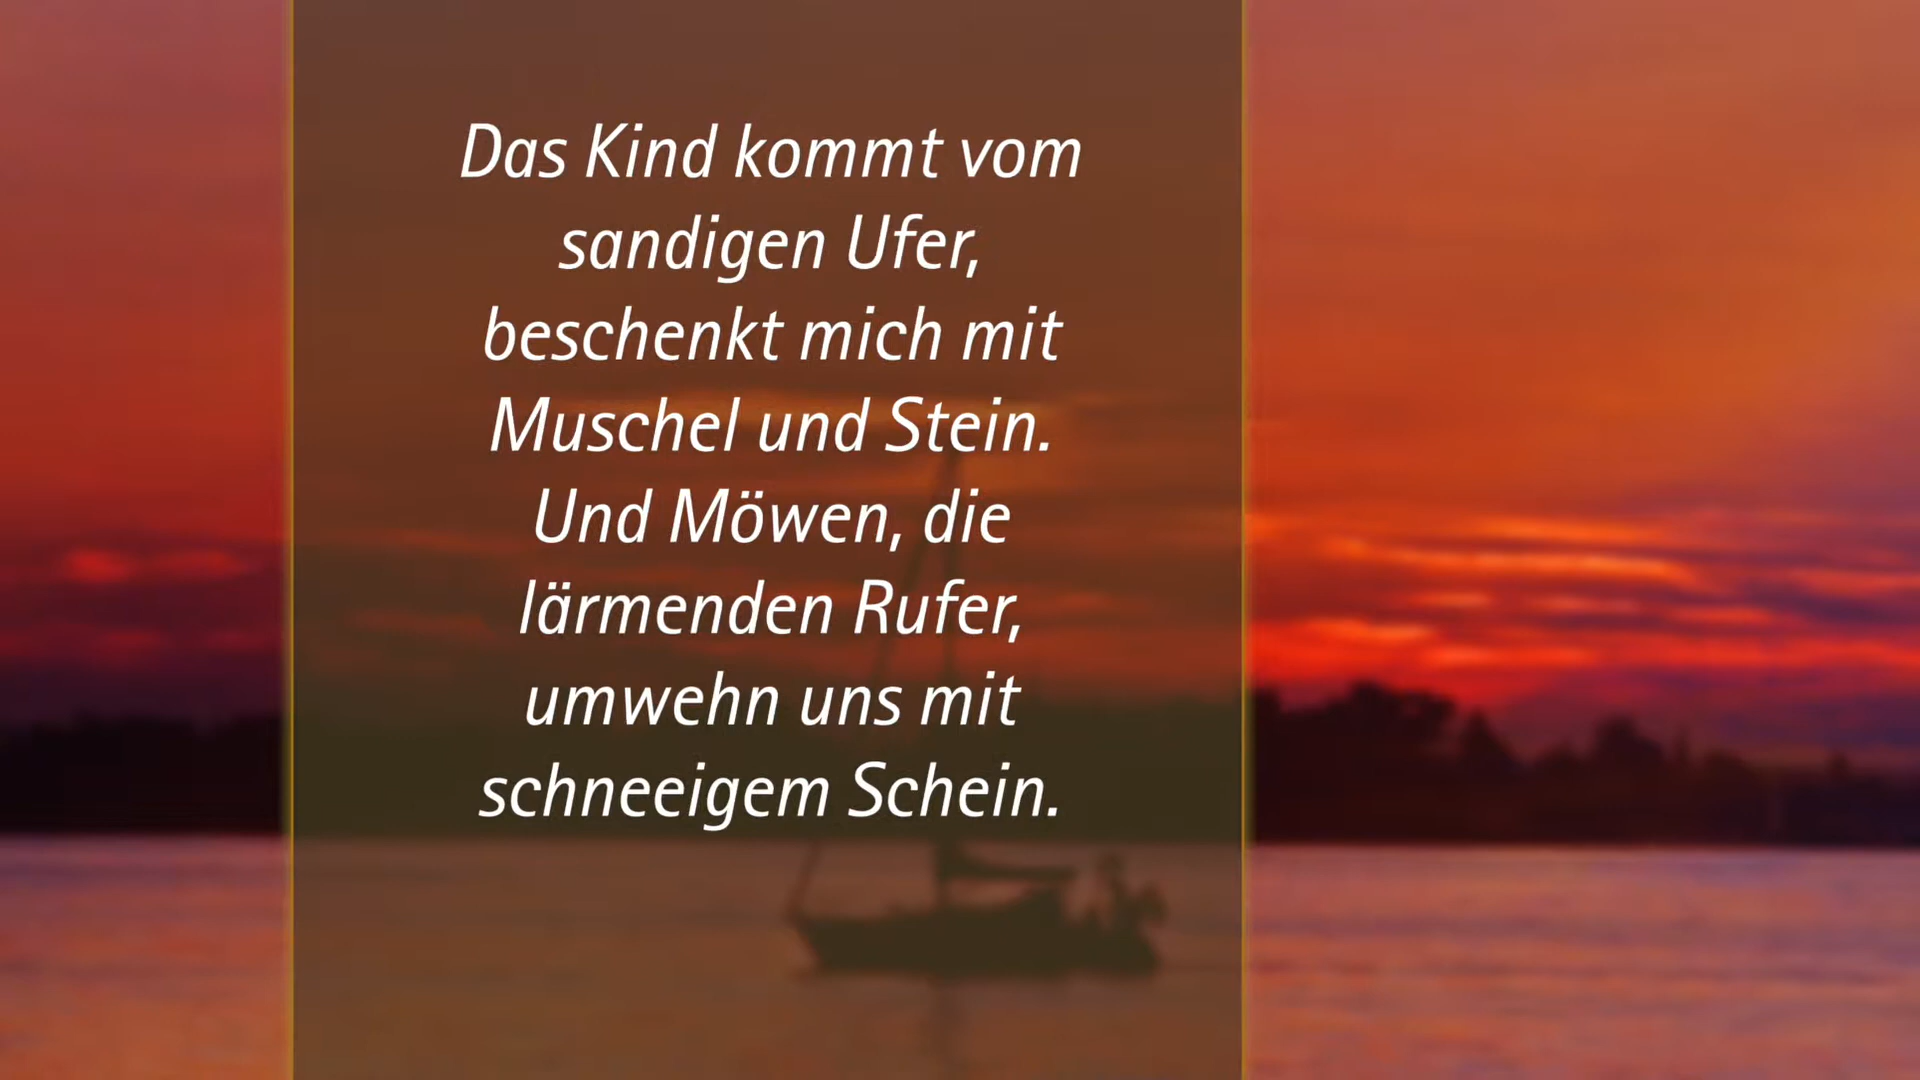 Das Kind kommt vom
sandigen Ufer,
beschenkt mich mit
Muschel und Stein.
Und Möwen, die
lärmenden Rufer,
umwehn uns mit
schneeigem Schein.